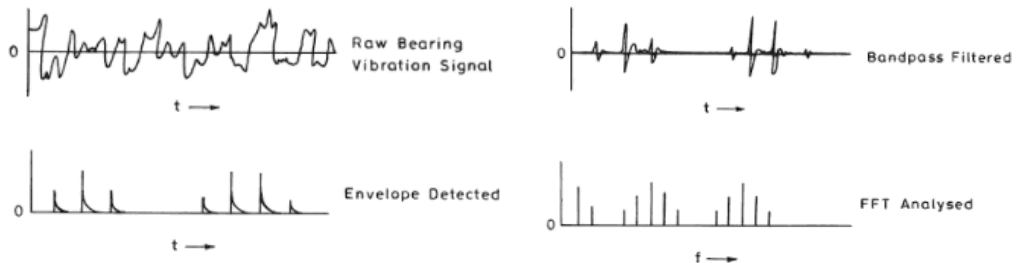 0
Raw Bearing
Vibration Signal
t
0
Bandpass Filtered
t
0
Envelope Detected
t
0
FFT Analysed
f